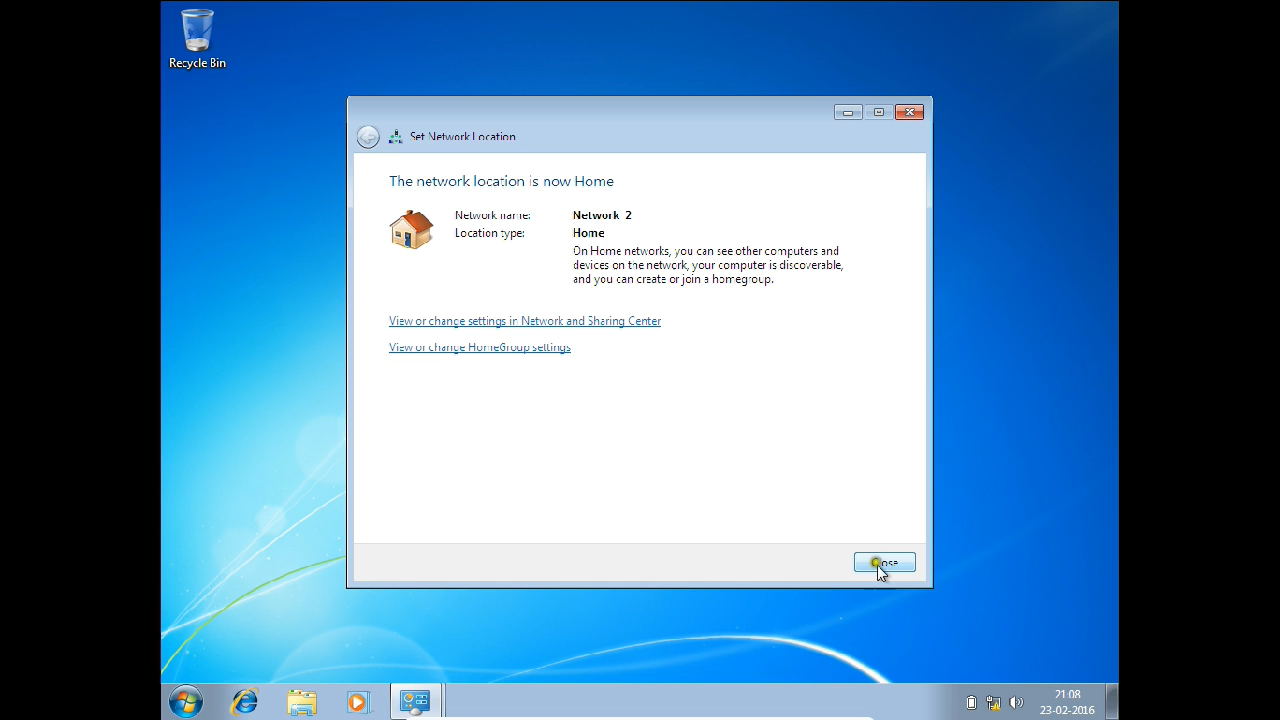 Recycle Bin
Set Network Location
The network location is now Home
Network name: Network 2
Location type: Home
On Home networks, you can see other computers and
devices on the network, your computer is discoverable,
and you can create or join a homegroup.
View or change settings in Network and Sharing Center
View or change HomeGroup settings
Close
21:08
23-02-2016